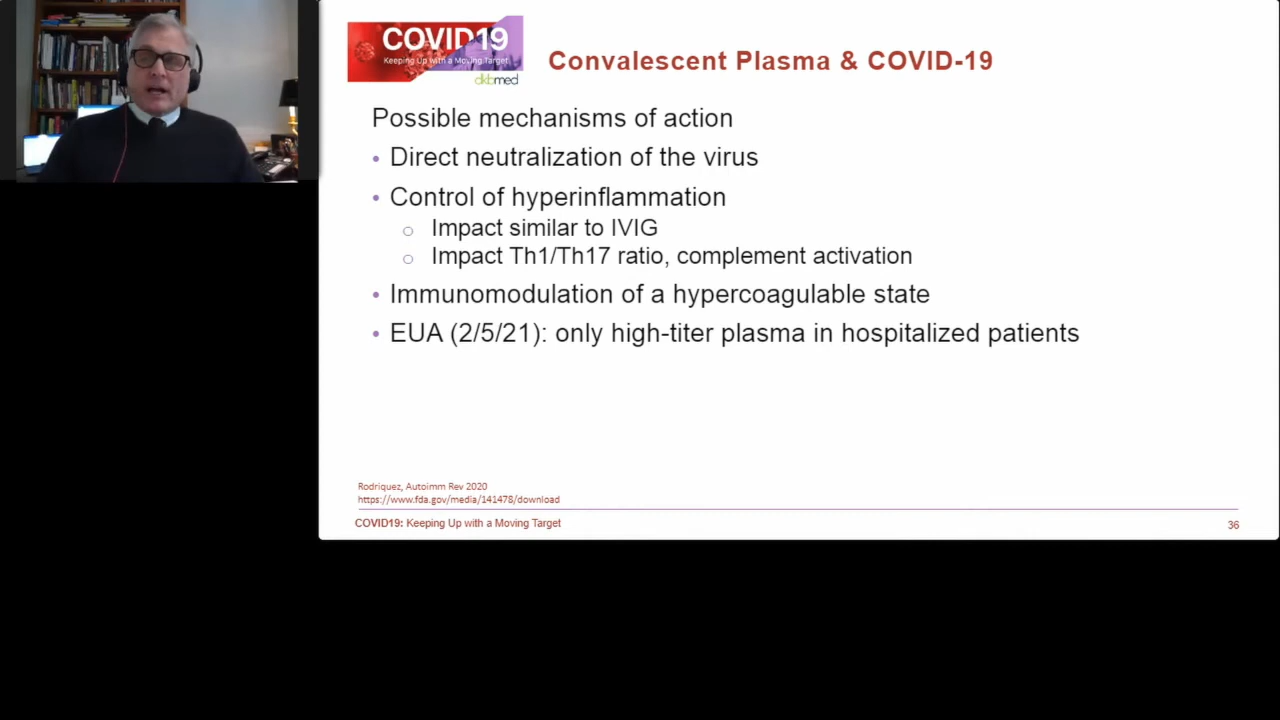 COVID19
Keeping Up with a Moving Target
dkbmed
Convalescent Plasma & COVID-19
Possible mechanisms of action
• Direct neutralization of the virus
• Control of hyperinflammation
○ Impact similar to IVIG
○ Impact Th1/Th17 ratio, complement activation
• Immunomodulation of a hypercoagulable state
• EUA (2/5/21): only high-titer plasma in hospitalized patients
Rodriquez, Autoimm Rev 2020
https://www.fda.gov/media/141478/download
COVID19: Keeping Up with a Moving Target
36